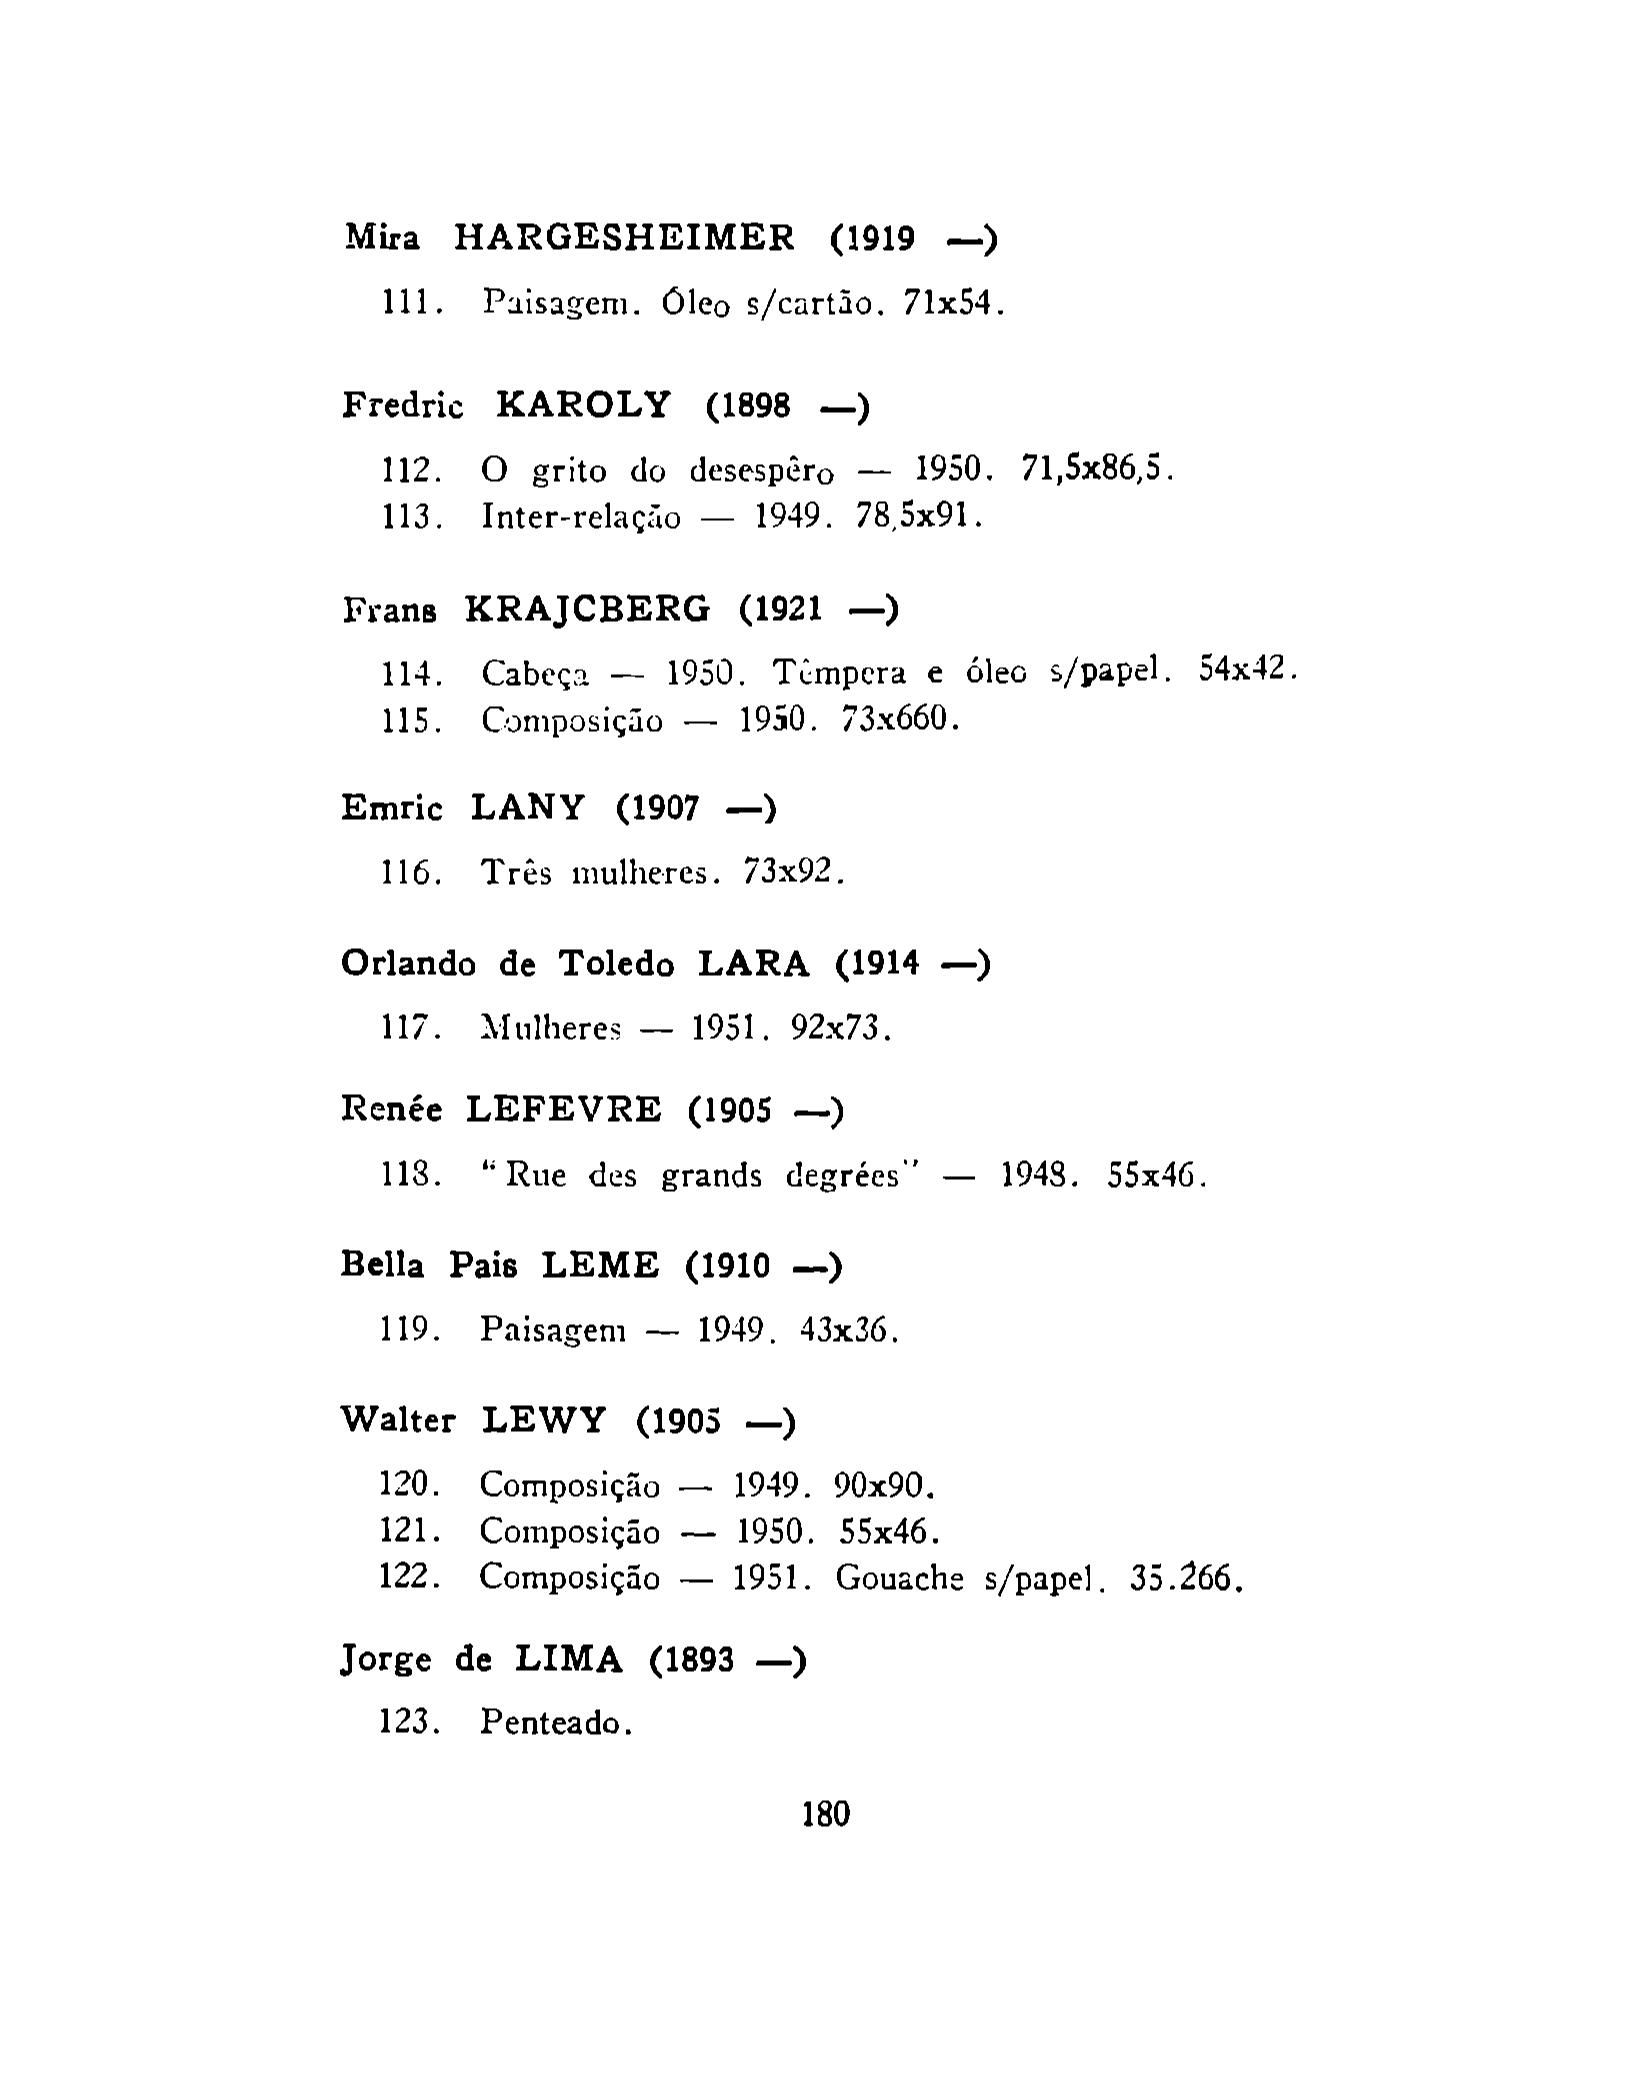 Mira HARGESHEIMER (1919 —)
111. Paisagem. Óleo s/cartão. 71x54.
Fredric KAROLY (1898 —)
112. O grito do desespêro — 1950. 71,5x86,5.
113. Inter-relação — 1949. 78,5x91.
Frans KRAJCBERG (1921 —)
114. Cabeça — 1950. Têmpera e óleo s/papel. 54x42.
115. Composição — 1950. 73x660.
Emric LANY (1907 —)
116. Três mulheres. 73x92.
Orlando de Toledo LARA (1914 —)
117. Mulheres — 1951. 92x73.
Renée LEFEVRE (1905 —)
118. "Rue des grands degrées" — 1948. 55x46.
Bella Pais LEME (1910 —)
119. Paisagem — 1949. 43x36.
Walter LEWY (1905 —)
120. Composição — 1949. 90x90.
121. Composição — 1950. 55x46.
122. Composição — 1951. Gouache s/papel. 35.266.
Jorge de LIMA (1893 —)
123. Penteado.
180